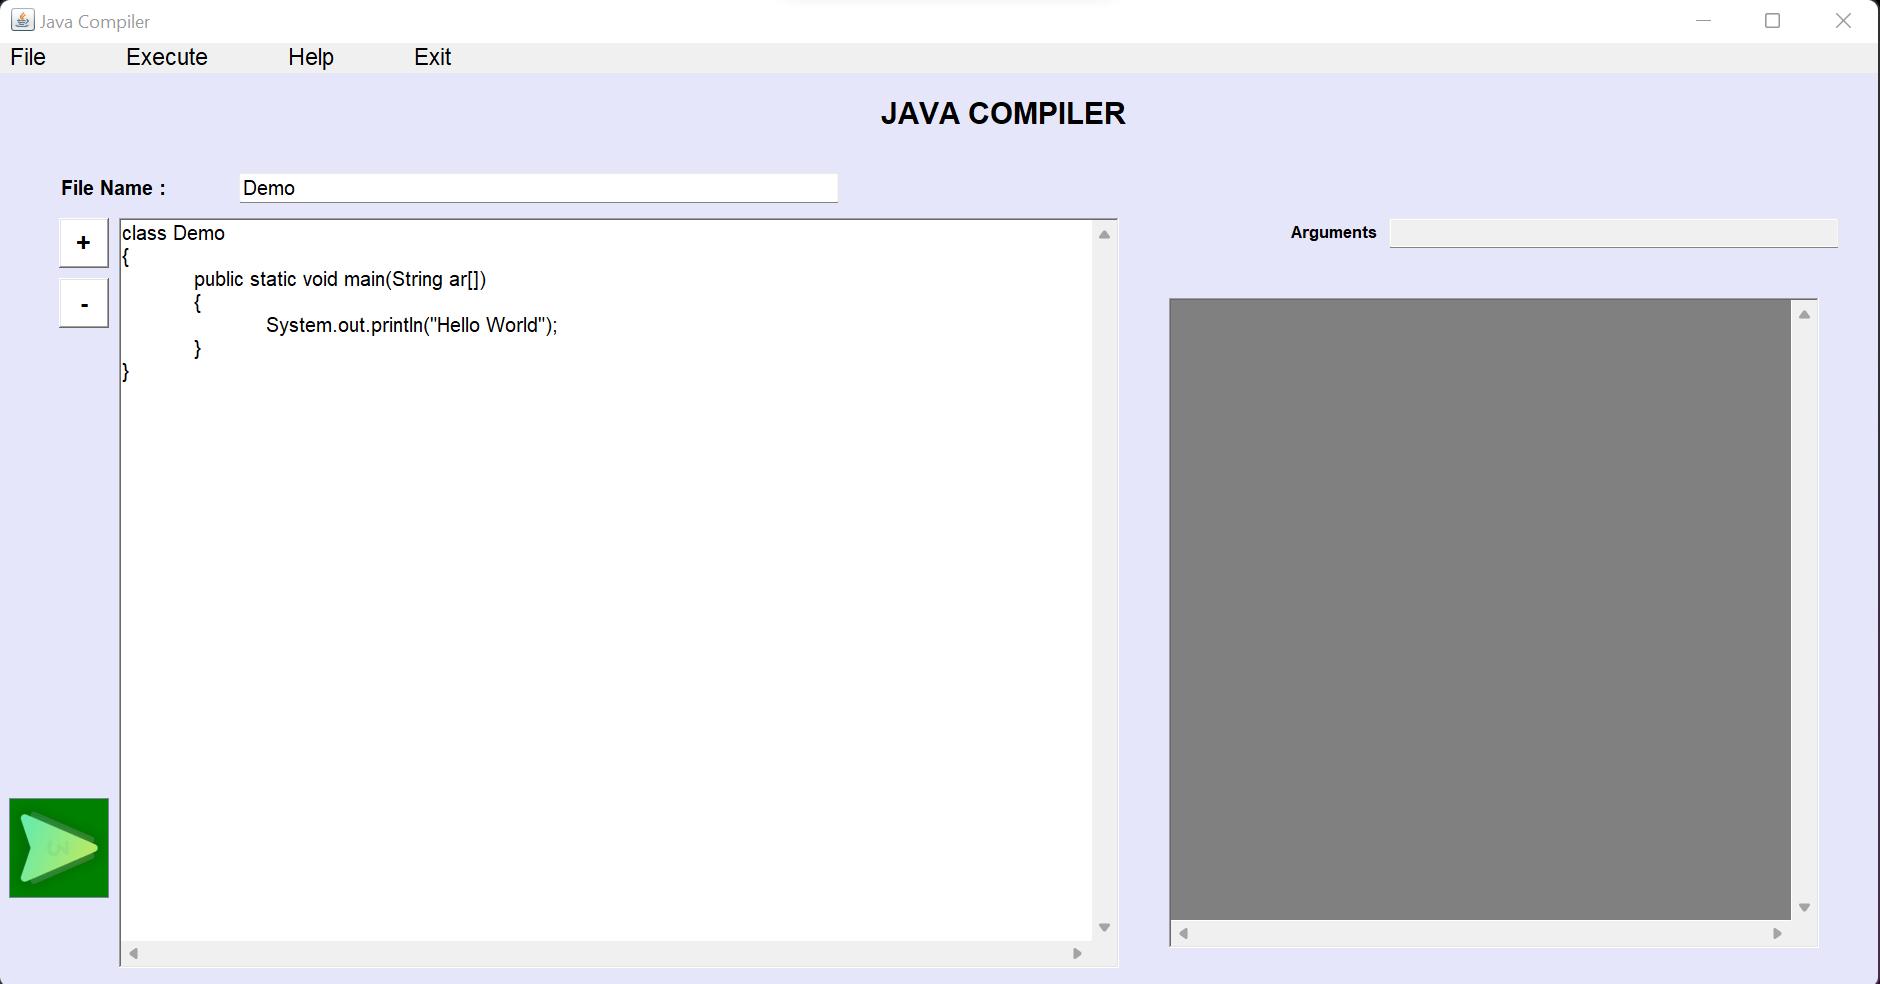 Java Compiler
File Execute Help Exit
JAVA COMPILER
File Name : Demo
+
-
class Demo
{
public static void main(String ar[])
{
System.out.println("Hello World");
}
}
Arguments